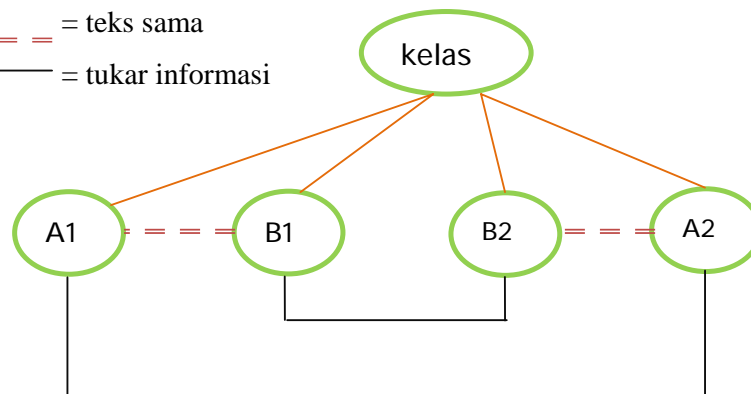 = teks sama
= tukar informasi
kelas
A1
B1
B2
A2